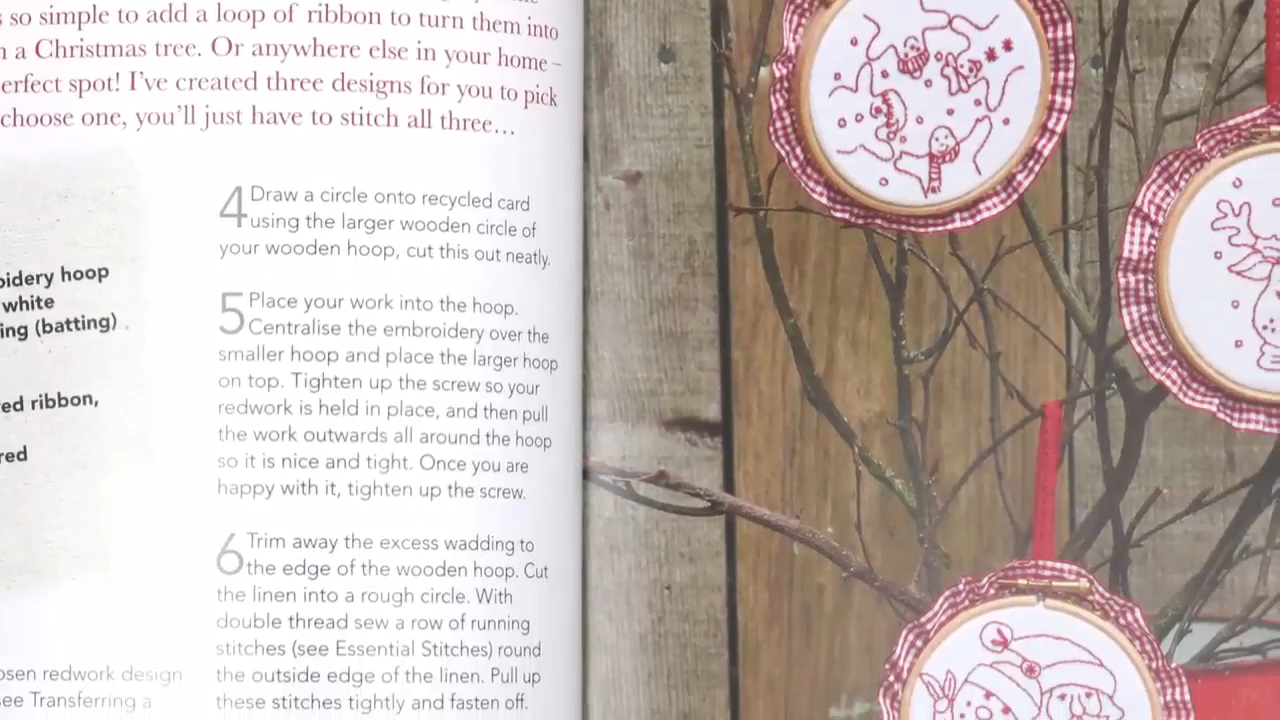 so simple to add a loop of ribbon to turn them into
a Christmas tree. Or anywhere else in your home –
spot! I've created three designs for you to pick
choose one, you'll just have to stitch all three...
hoop
white
(batting)
ribbon,
red
redwork design
see Transferring a
4 Draw a circle onto recycled card
using the larger wooden circle of
your wooden hoop, cut this out neatly.
5 Place your work into the hoop.
Centralise the embroidery over the
smaller hoop and place the larger hoop
on top. Tighten up the screw so your
redwork is held in place, and then pull
the work outwards all around the hoop
so it is nice and tight. Once you are
happy with it, tighten up the screw.
6 Trim away the excess wadding to
the edge of the wooden hoop. Cut
the linen into a rough circle. With
double thread sew a row of running
stitches (see Essential Stitches) round
the outside edge of the linen. Pull up
these stitches tightly and fasten off.